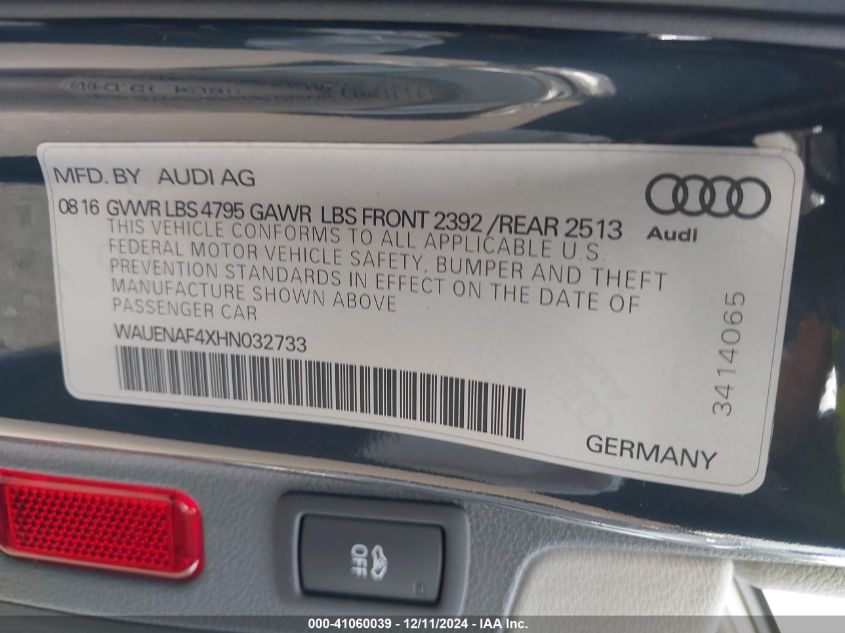 MFD. BY AUDI AG
08 16 GVWR LBS 4795 GAWR LBS FRONT 2392 /REAR 2513
Audi
THIS VEHICLE CONFORMS TO ALL APPLICABLE U.S.
FEDERAL MOTOR VEHICLE SAFETY, BUMPER AND THEFT
PREVENTION STANDARDS IN EFFECT ON THE DATE OF
MANUFACTURE SHOWN ABOVE
PASSENGER CAR
WAUENAF4XHN032733
3414065
GERMANY
OFF
000-41060039 - 12/11/2024 - IAA Inc.